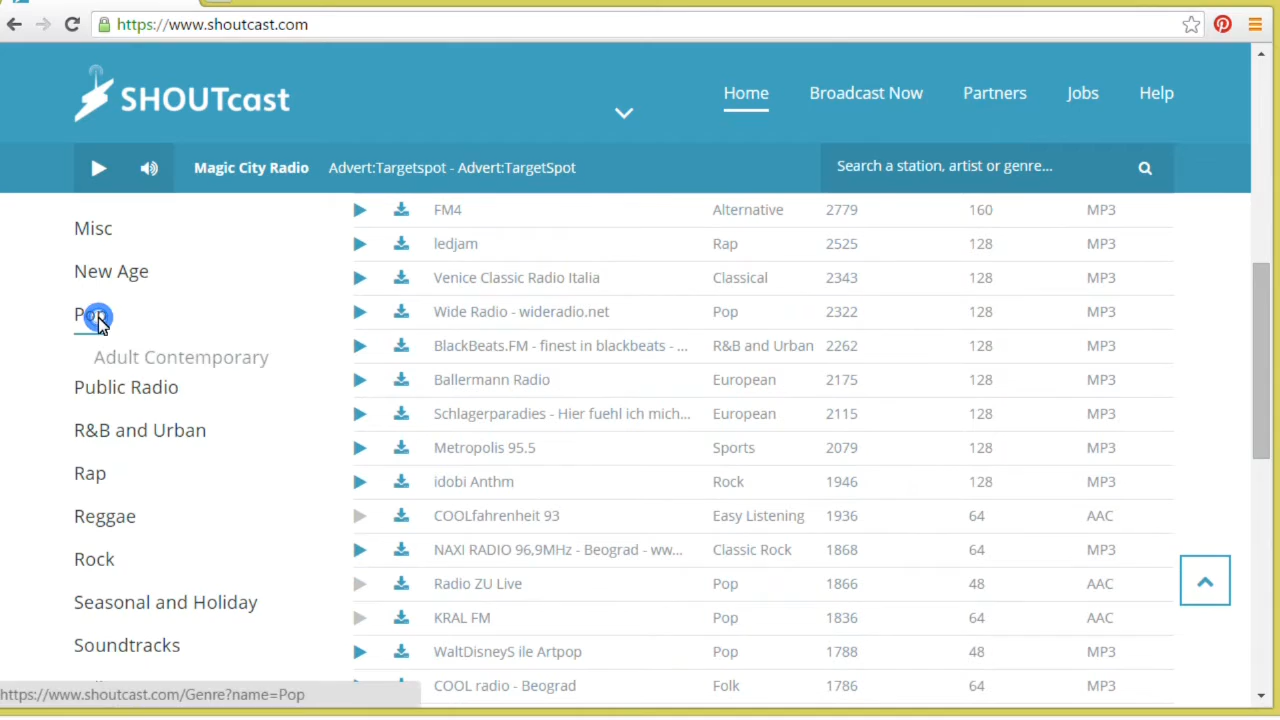 https://www.shoutcast.com
SHOUTcast
Home Broadcast Now Partners Jobs Help
Magic City Radio Advert:Targetspot - Advert:TargetSpot
Search a station, artist or genre...
Misc
New Age
Pop
Adult Contemporary
Public Radio
R&B and Urban
Rap
Reggae
Rock
Seasonal and Holiday
Soundtracks
FM4 Alternative 2779 160 MP3
ledjam Rap 2525 128 MP3
Venice Classic Radio Italia Classical 2343 128 MP3
Wide Radio - wideradio.net Pop 2322 128 MP3
BlackBeats.FM - finest in blackbeats - ... R&B and Urban 2262 128 MP3
Ballermann Radio European 2175 128 MP3
Schlagerparadies - Hier fuehl ich mich... European 2115 128 MP3
Metropolis 95.5 Sports 2079 128 MP3
idobi Anthm Rock 1946 128 MP3
COOLfahrenheit 93 Easy Listening 1936 64 AAC
NAXI RADIO 96,9MHz - Beograd - ww... Classic Rock 1868 64 MP3
Radio ZU Live Pop 1866 48 AAC
KRAL FM Pop 1836 64 AAC
WaltDisneyS ile Artpop Pop 1788 48 MP3
COOL radio - Beograd Folk 1786 64 MP3
https://www.shoutcast.com/Genre?name=Pop